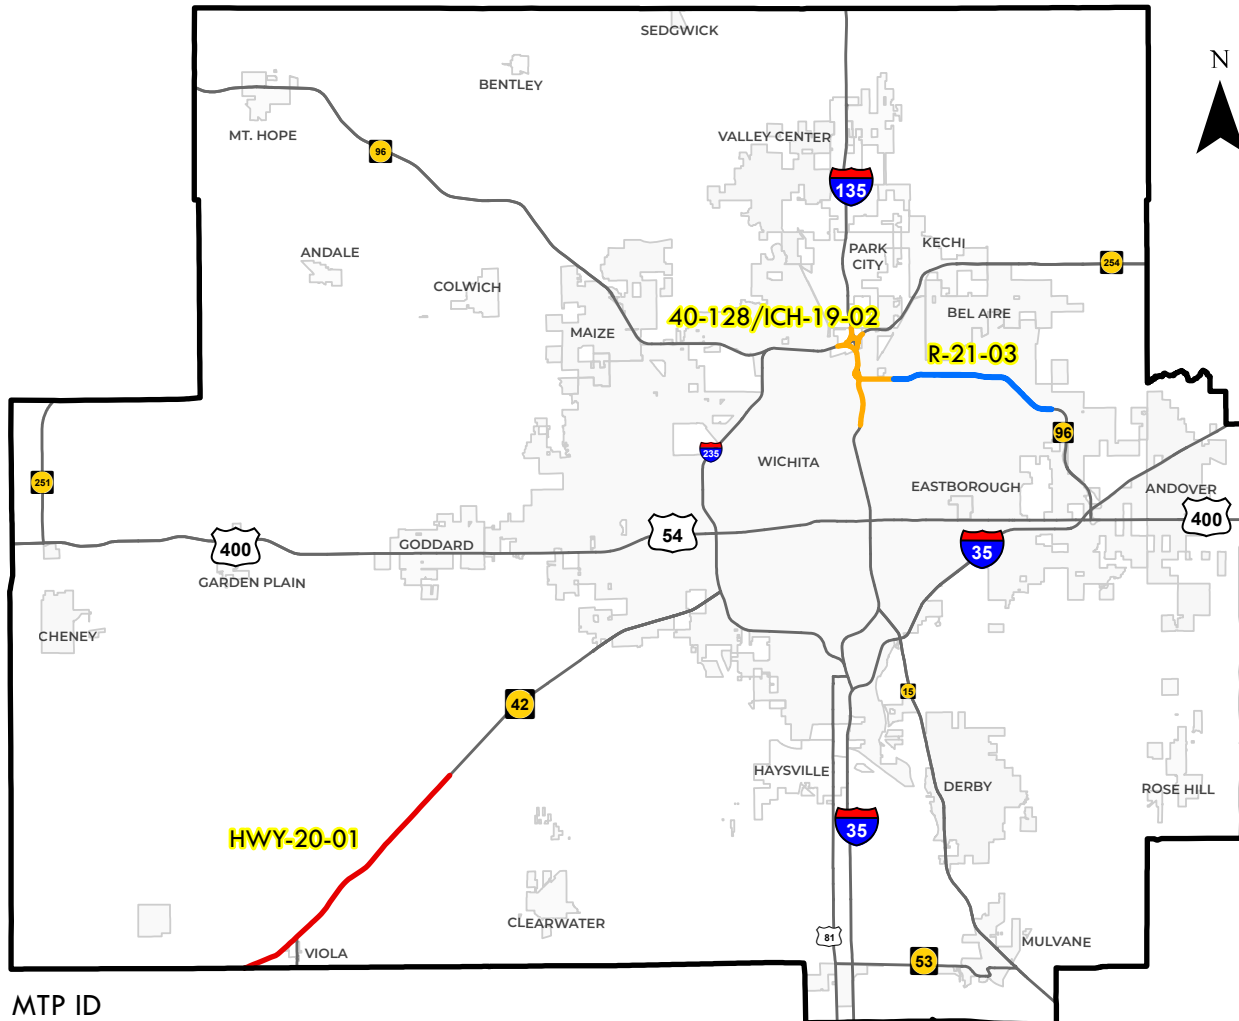 SEDGWICK
N
BENTLEY
MT. HOPE
VALLEY CENTER
96
135
ANDALE
PARK
CITY
KECHI
254
COLWICH
40-128/ICH-19-02
BEL AIRE
MAIZE
R-21-03
96
235
WICHITA
251
EASTBOROUGH
ANDOVER
400
54
400
GODDARD
35
GARDEN PLAIN
CHENEY
42
15
HAYSVILLE
DERBY
ROSE HILL
35
HWY-20-01
CLEARWATER
81
MULVANE
VIOLA
53
MTP ID